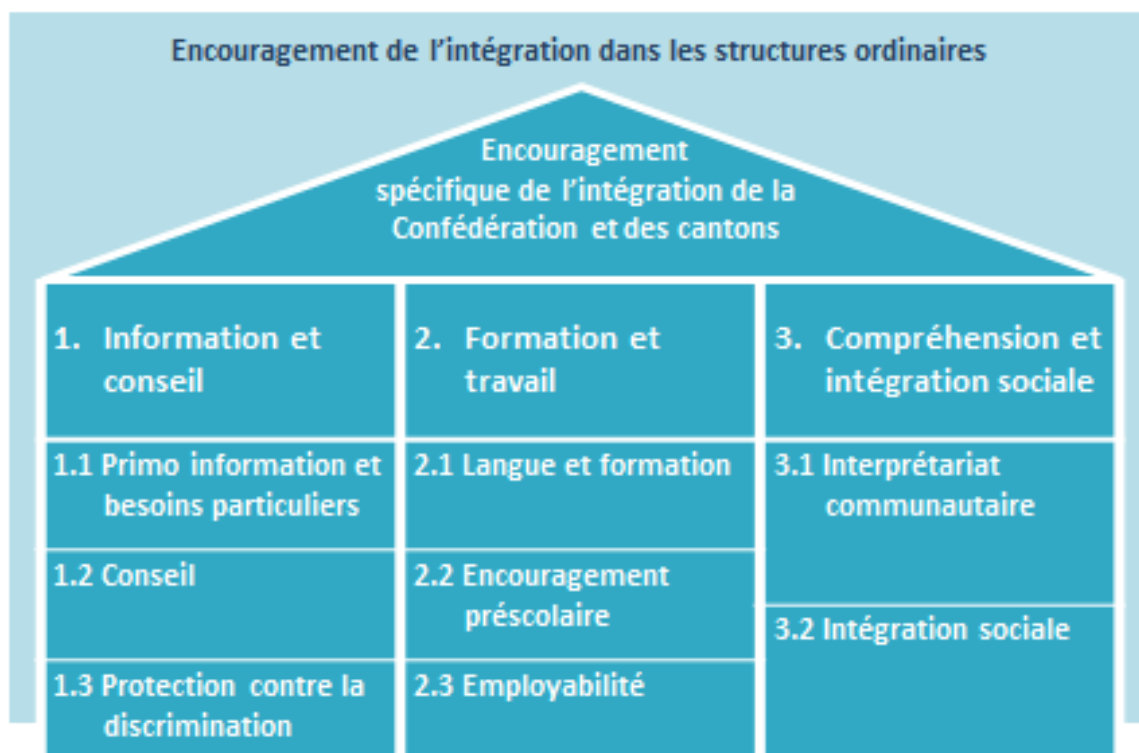 Encouragement de l'intégration dans les structures ordinaires
Encouragement
spécifique de l'intégration de la
Confédération et des cantons
1. Information et
conseil
2. Formation et
travail
3. Compréhension et
intégration sociale
1.1 Primo information et
besoins particuliers
1.2 Conseil
1.3 Protection contre la
discrimination
2.1 Langue et formation
2.2 Encouragement
préscolaire
2.3 Employabilité
3.1 Interprétariat
communautaire
3.2 Intégration sociale